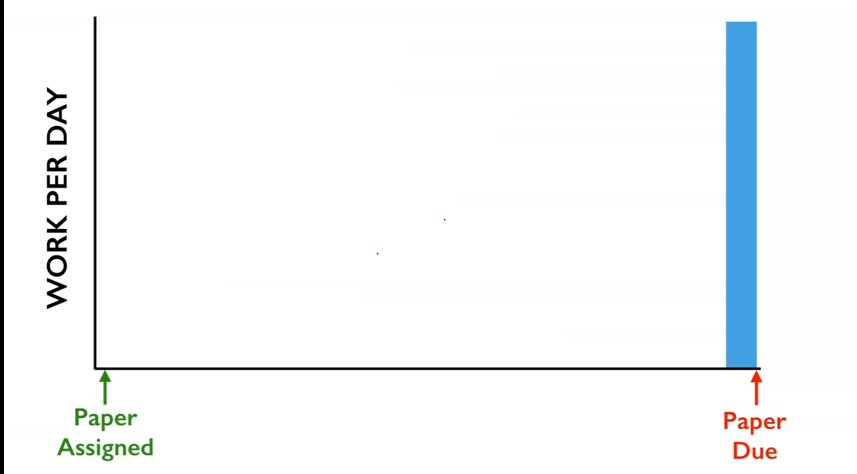 WORK PER DAY
Paper
Assigned
Paper
Due